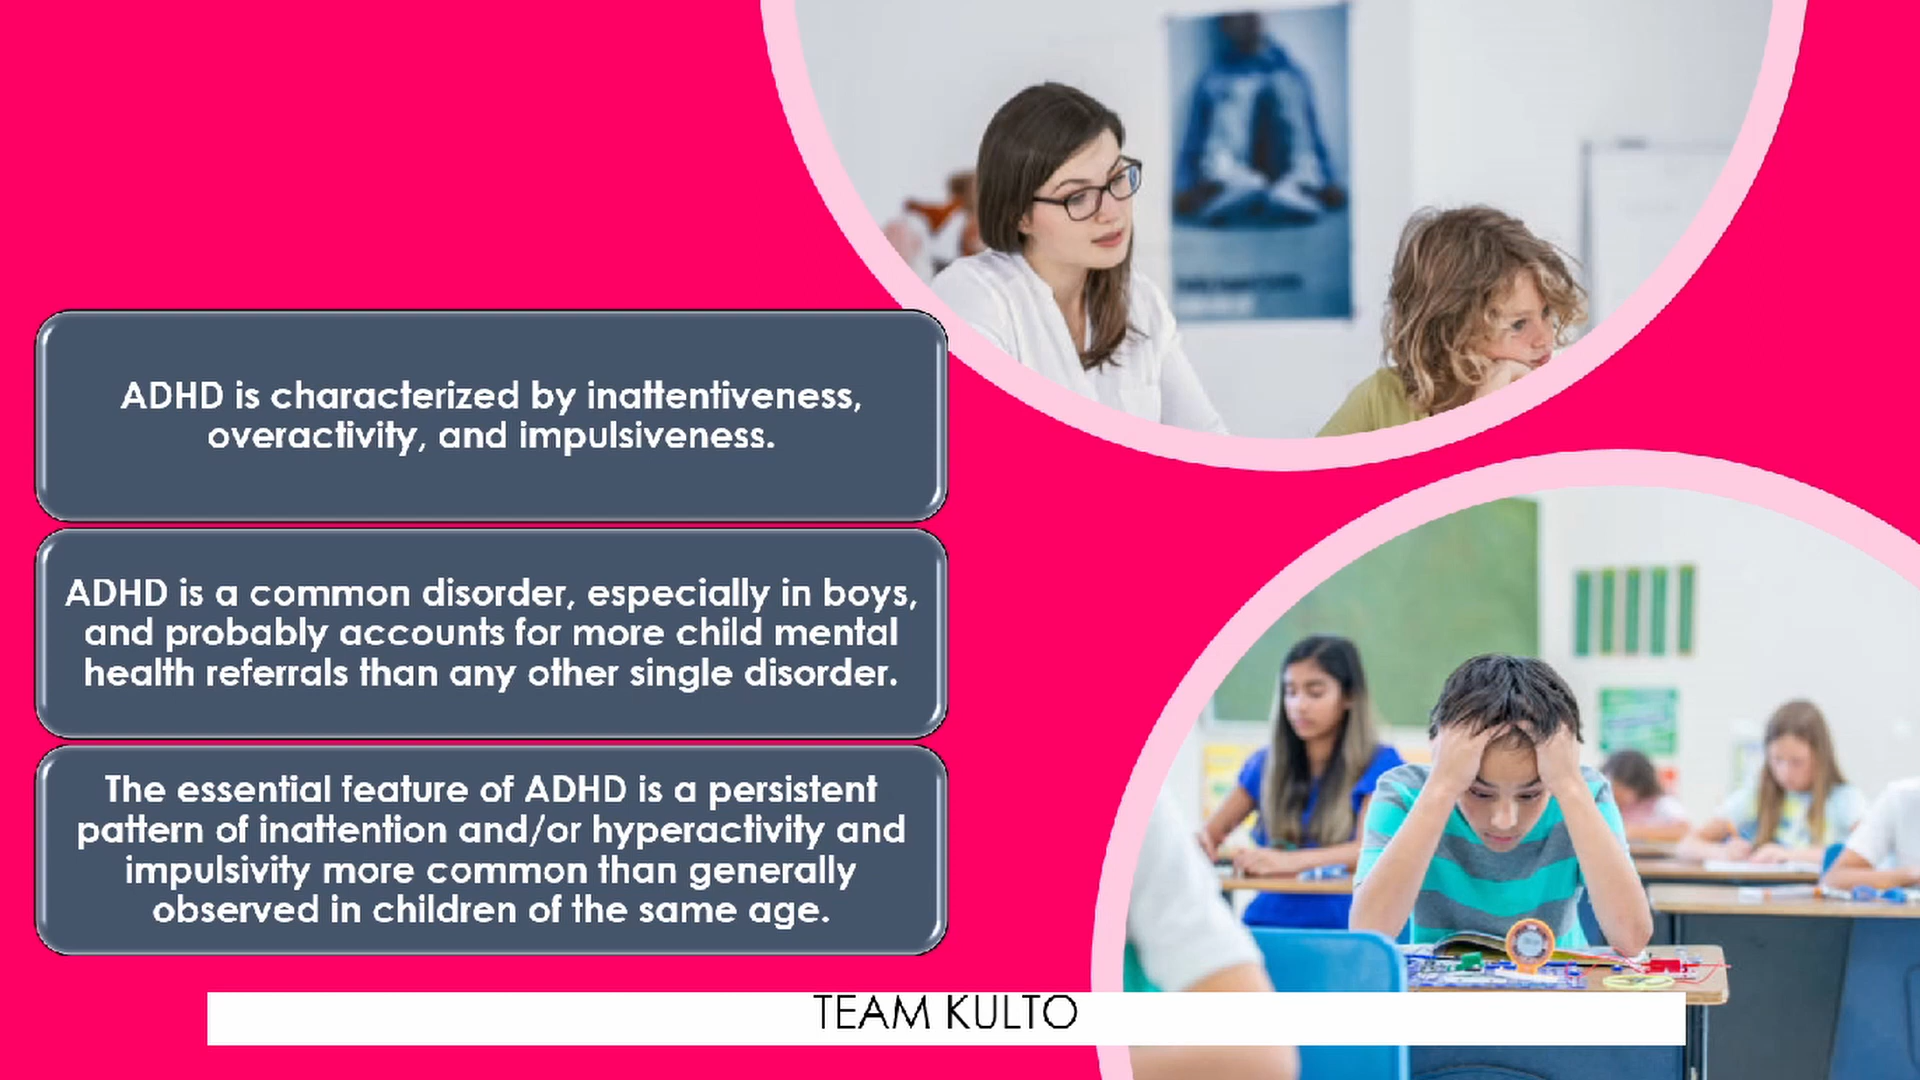 ADHD is characterized by inattentiveness,
overactivity, and impulsiveness.
ADHD is a common disorder, especially in boys,
and probably accounts for more child mental
health referrals than any other single disorder.
The essential feature of ADHD is a persistent
pattern of inattention and/or hyperactivity and
impulsivity more common than generally
observed in children of the same age.
TEAM KULTO